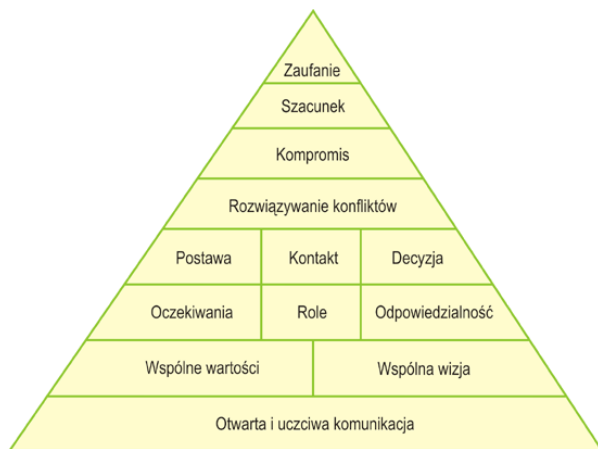 Zaufanie
Szacunek
Kompromis
Rozwiązywanie konfliktów
Postawa Kontakt Decyzja
Oczekiwania Role Odpowiedzialność
Wspólne wartości Wspólna wizja
Otwarta i uczciwa komunikacja